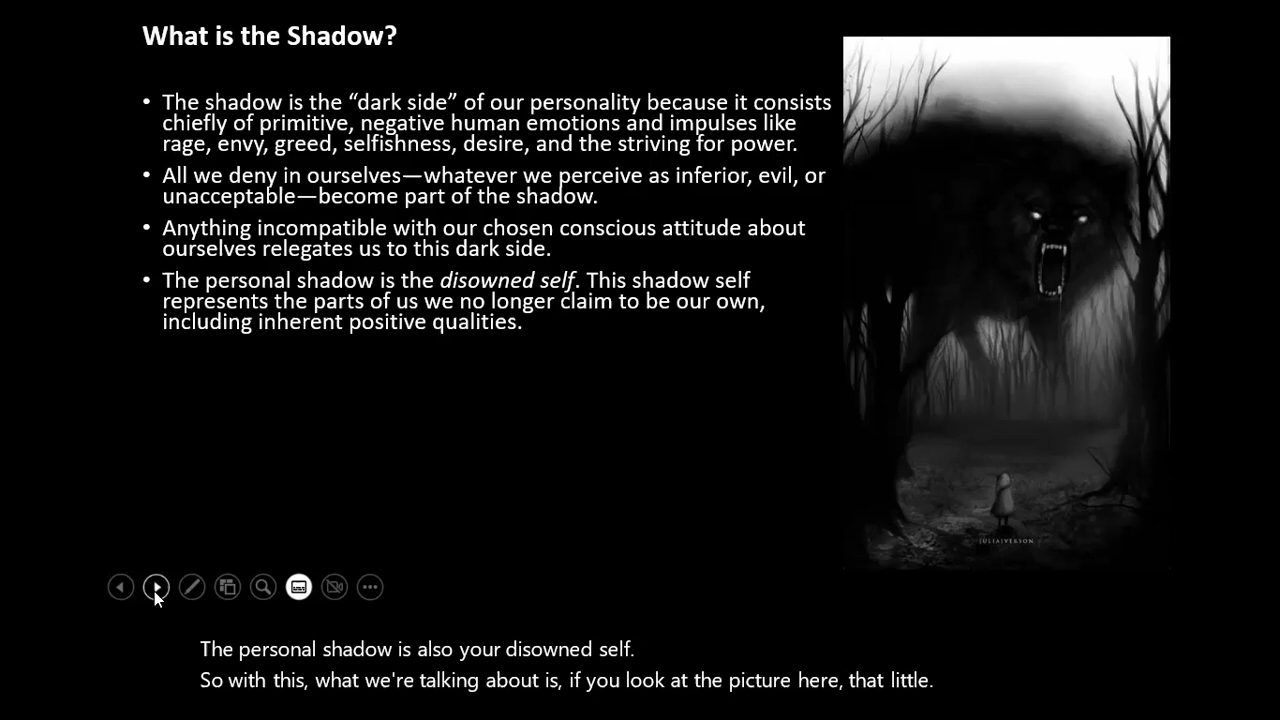 What is the Shadow?
• The shadow is the “dark side” of our personality because it consists
chiefly of primitive, negative human emotions and impulses like
rage, envy, greed, selfishness, desire, and the striving for power.
• All we deny in ourselves—whatever we perceive as inferior, evil, or
unacceptable—become part of the shadow.
• Anything incompatible with our chosen conscious attitude about
ourselves relegates us to this dark side.
• The personal shadow is the disowned self. This shadow self
represents the parts of us we no longer claim to be our own,
including inherent positive qualities.
The personal shadow is also your disowned self.
So with this, what we're talking about is, if you look at the picture here, that little.